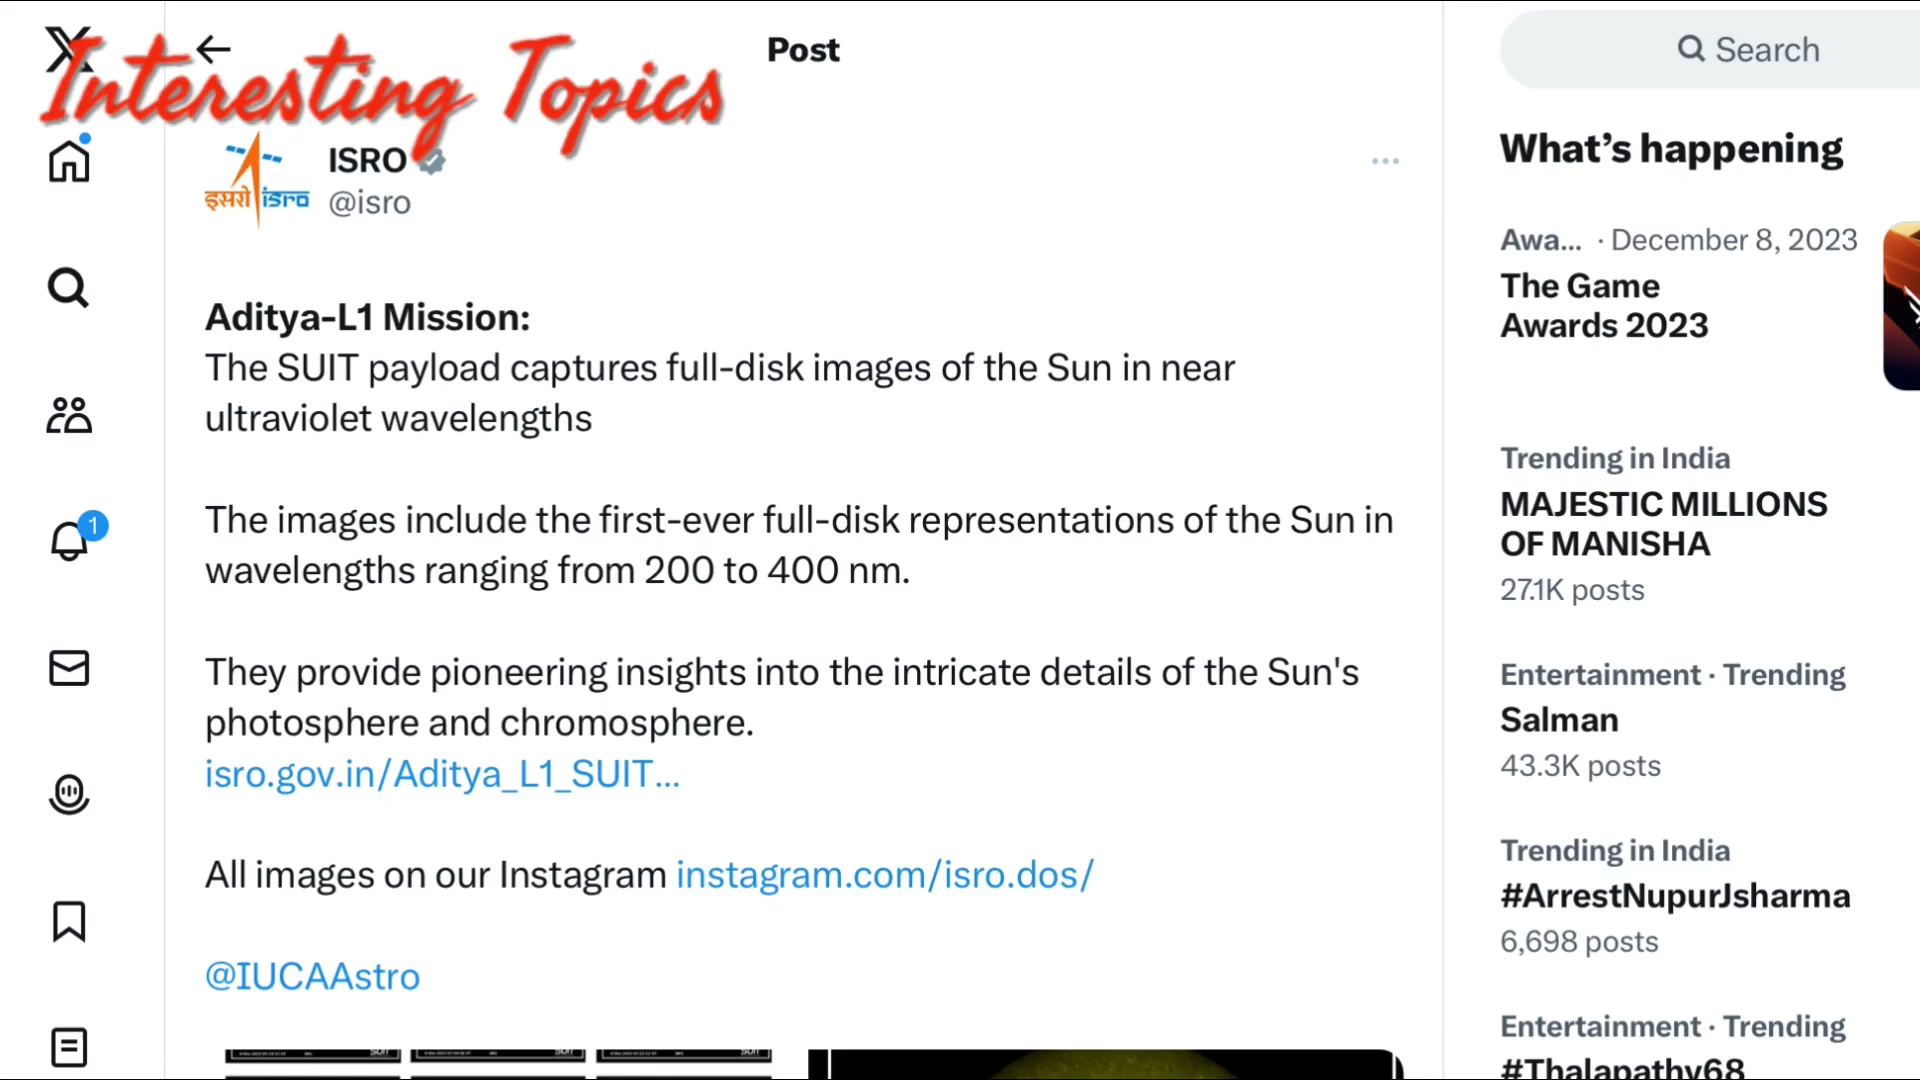 Interesting Topics
Post
Search
ISRO
@isro
इसरो isro
Aditya-L1 Mission:
The SUIT payload captures full-disk images of the Sun in near
ultraviolet wavelengths
The images include the first-ever full-disk representations of the Sun in
wavelengths ranging from 200 to 400 nm.
They provide pioneering insights into the intricate details of the Sun's
photosphere and chromosphere.
isro.gov.in/Aditya_L1_SUIT...
All images on our Instagram instagram.com/isro.dos/
@IUCAAstro
1
What’s happening
Awa... · December 8, 2023
The Game
Awards 2023
Trending in India
MAJESTIC MILLIONS
OF MANISHA
27.1K posts
Entertainment · Trending
Salman
43.3K posts
Trending in India
#ArrestNupurJsharma
6,698 posts
Entertainment · Trending
#Thalapathy68